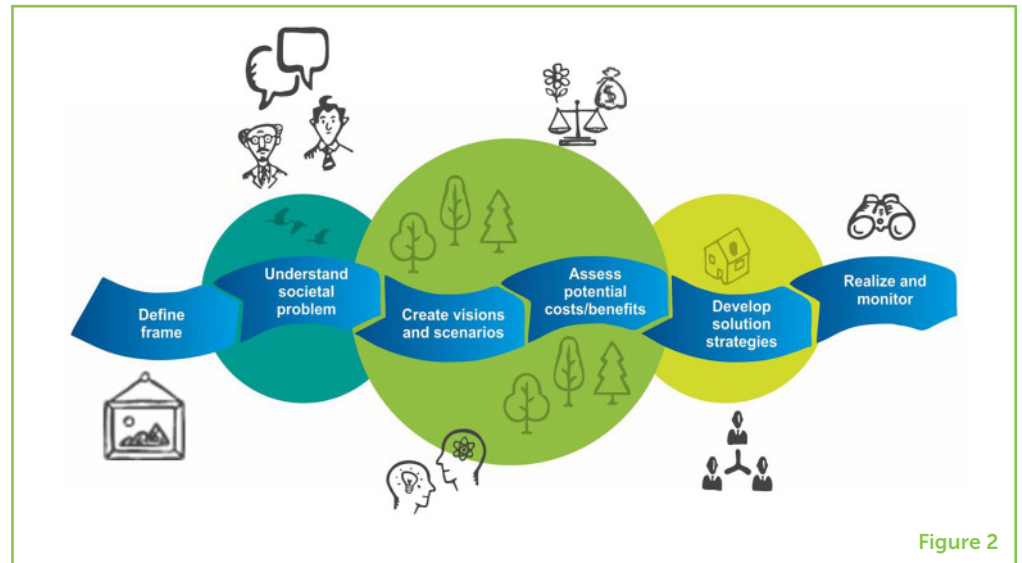 Define
frame
Understand
societal
problem
Create visions
and scenarios
Assess
potential
costs/benefits
Develop
solution
strategies
Realize and
monitor
$
Figure 2